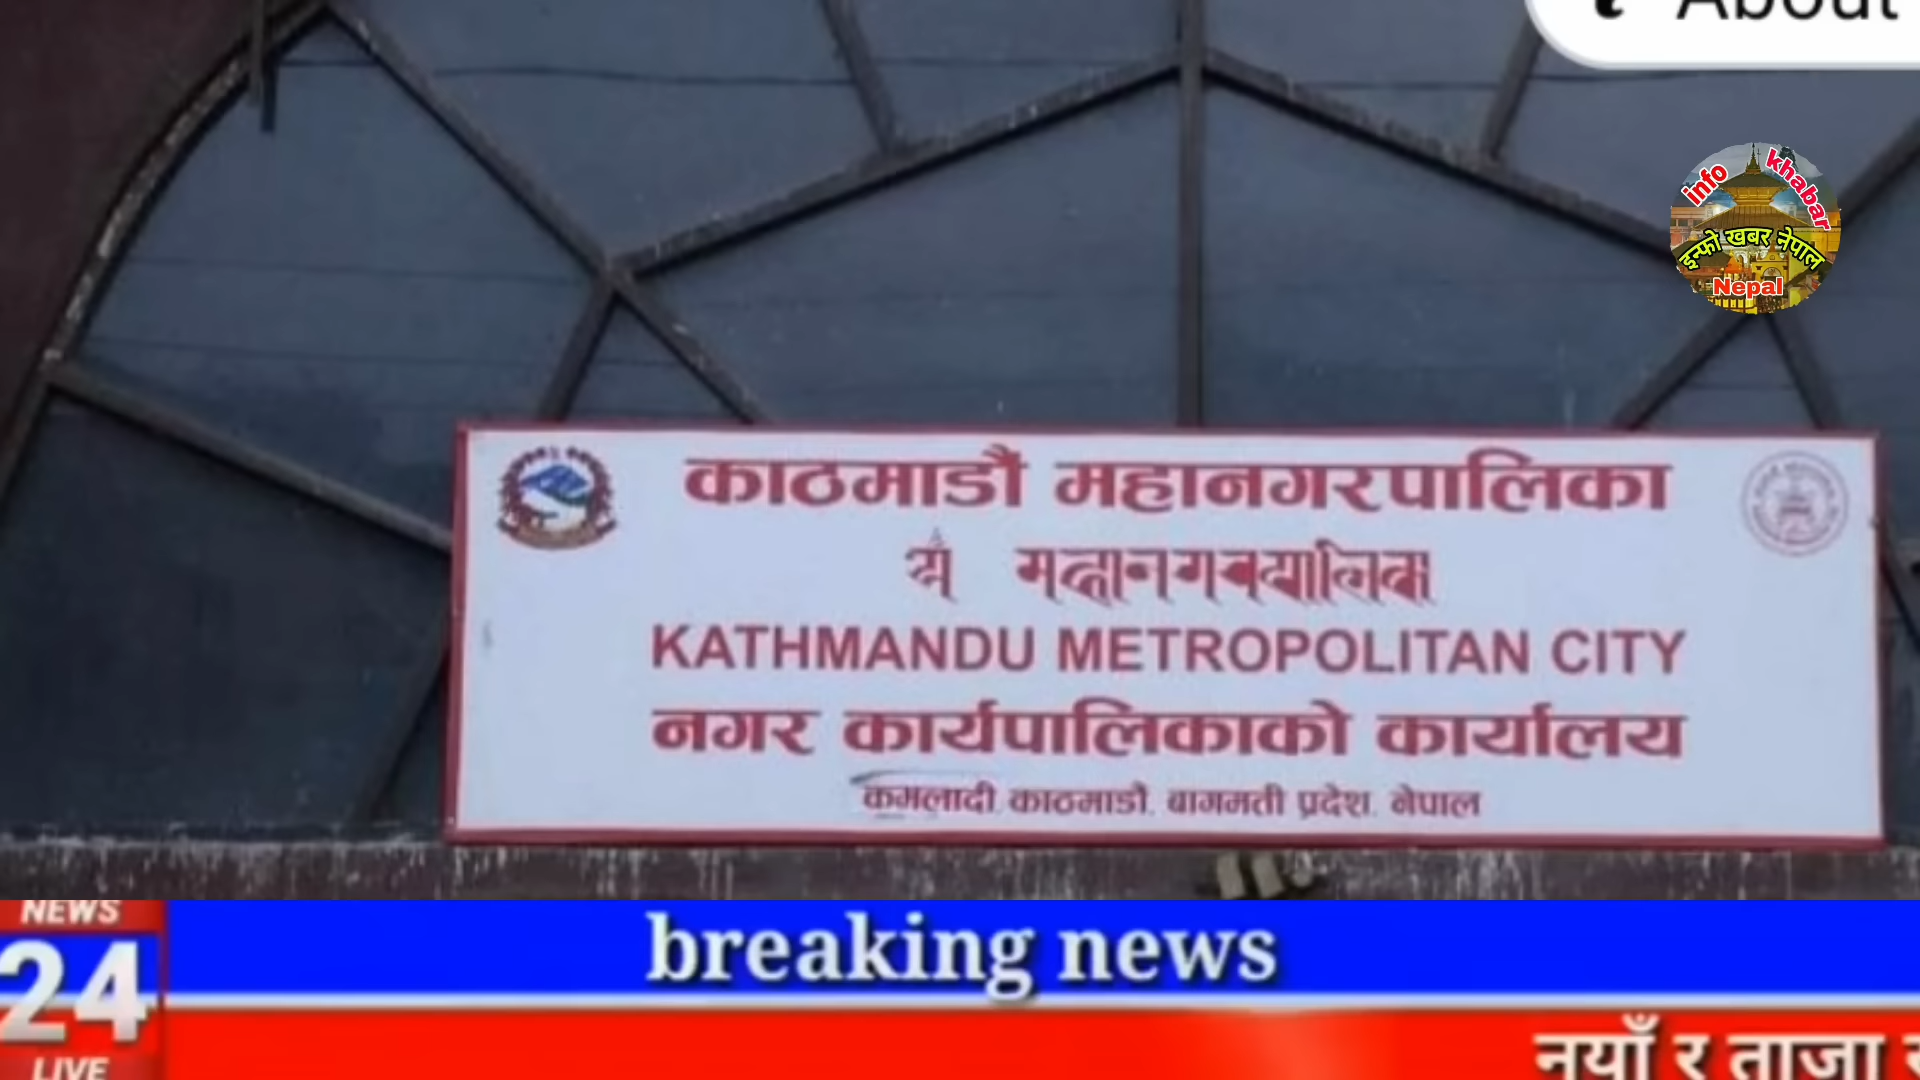 About
info khabar
इन्फो खबर नेपाल
Nepal
काठमाडौं महानगरपालिका
KATHMANDU METROPOLITAN CITY
नगर कार्यपालिकाको कार्यालय
कमलादी, काठमाडौं, बागमती प्रदेश, नेपाल
NEWS
24
LIVE
breaking news
नयाँ र ताजा